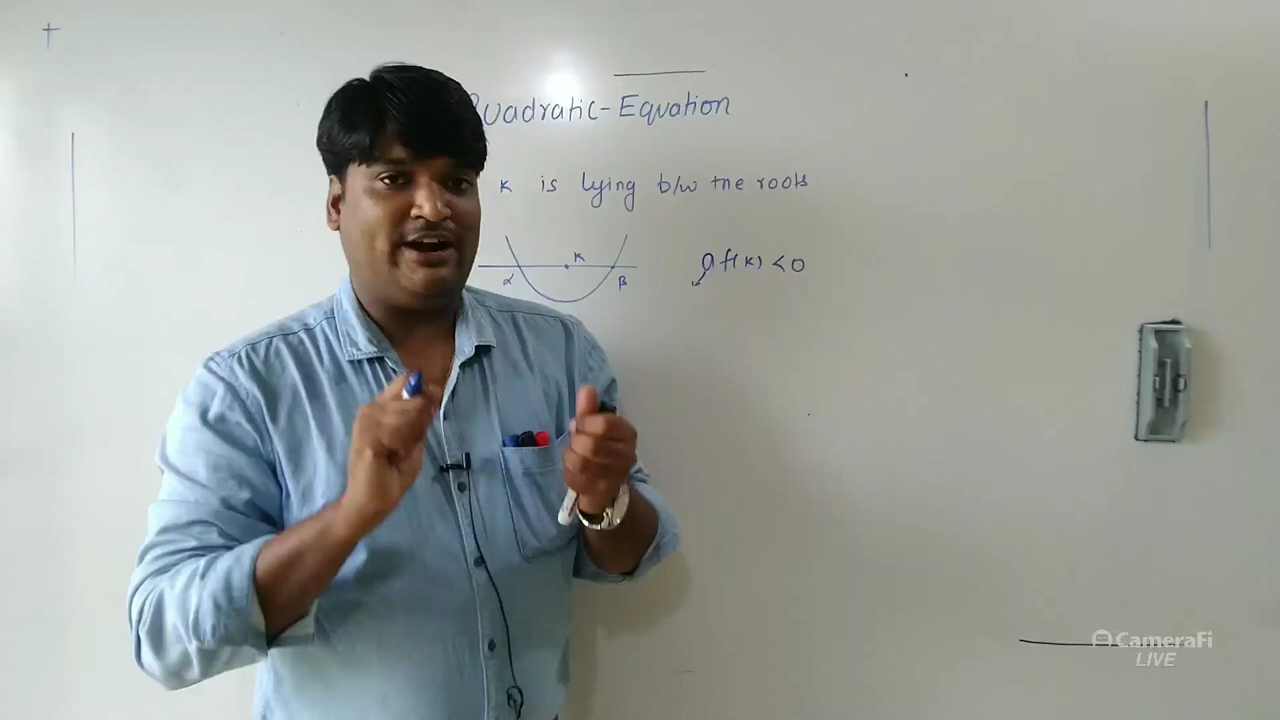 Quadratic-Equation
K is lying b/w the roots
K
α β
a f(K) < 0
CameraFi
LIVE